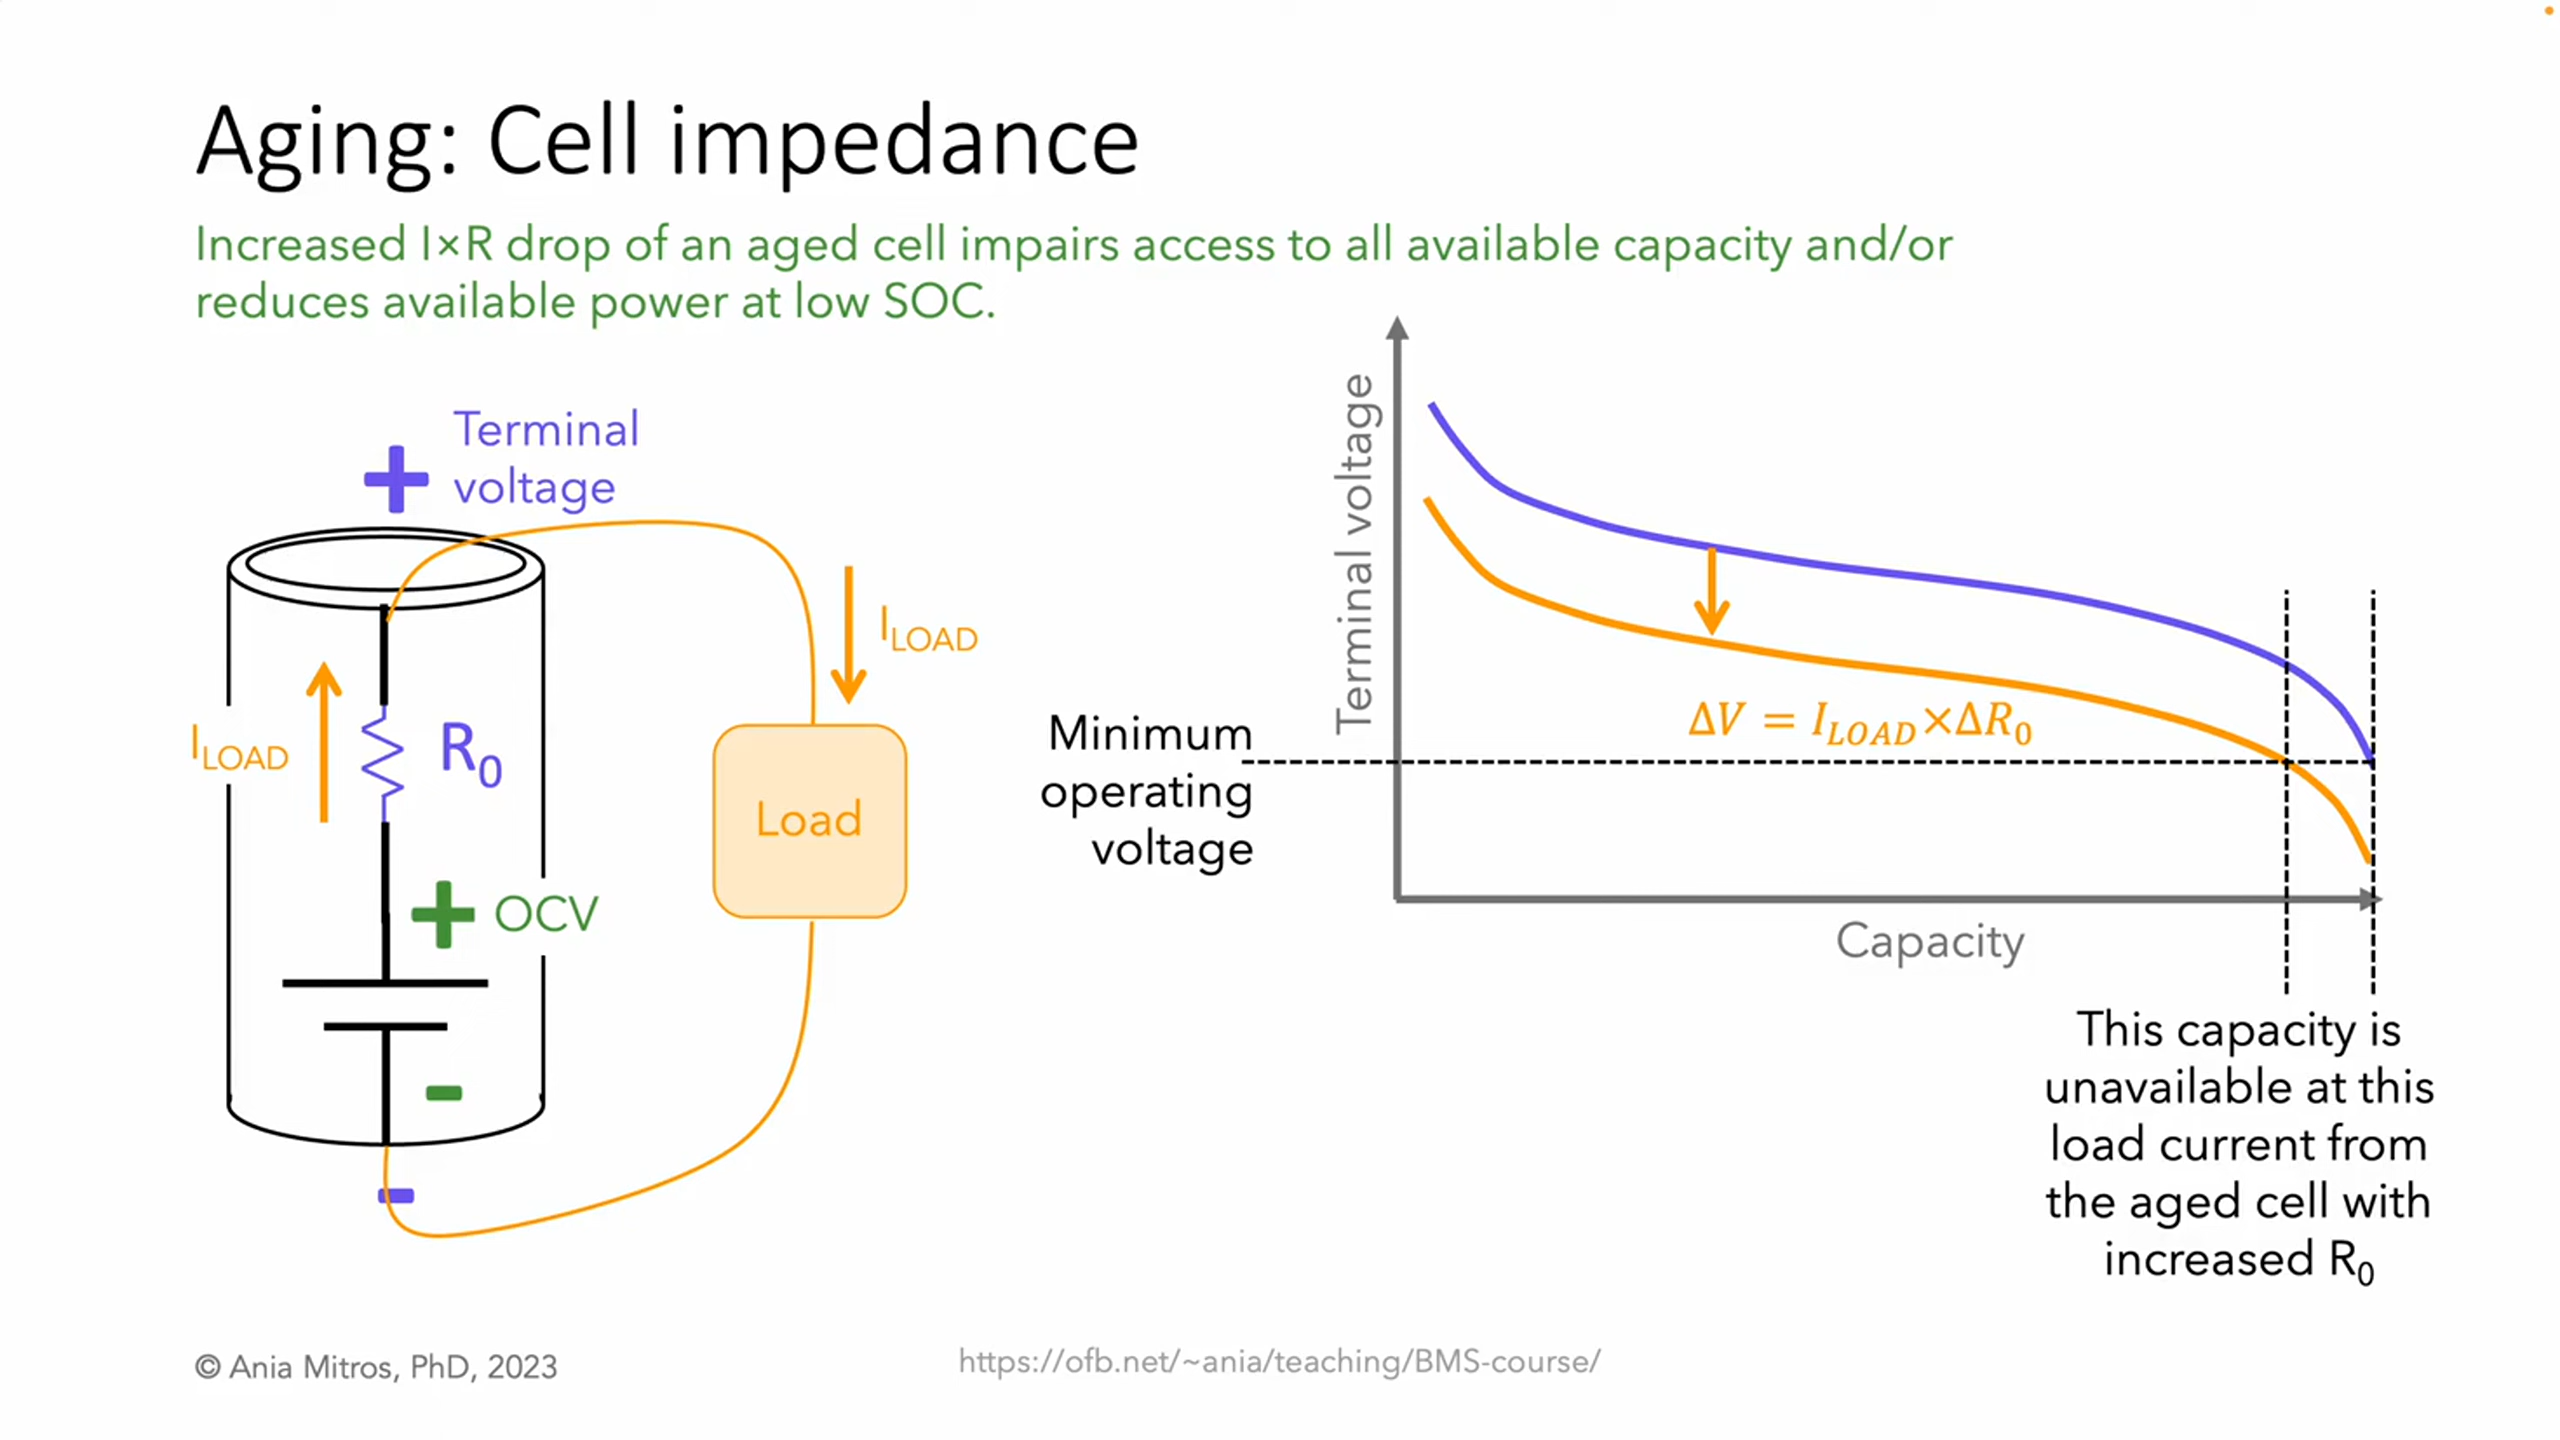 Aging: Cell impedance
Increased I×R drop of an aged cell impairs access to all available capacity and/or
reduces available power at low SOC.
Terminal
voltage
I_LOAD
I_LOAD
R₀
Load
OCV
Terminal voltage
Minimum
operating
voltage
ΔV = I_LOAD×ΔR₀
Capacity
This capacity is
unavailable at this
load current from
the aged cell with
increased R₀
© Ania Mitros, PhD, 2023
https://ofb.net/~ania/teaching/BMS-course/